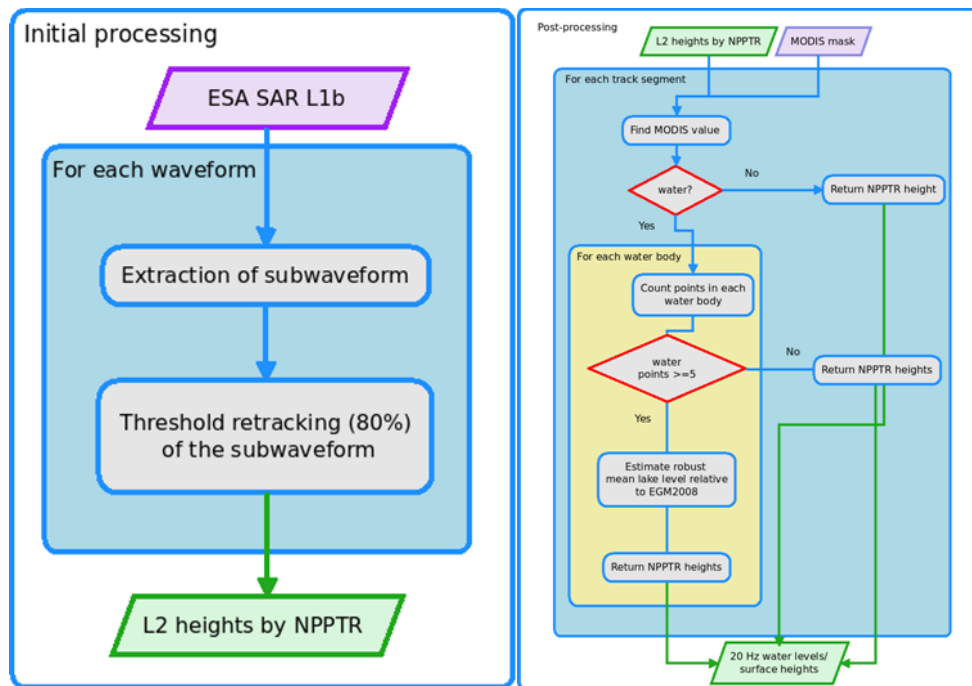 Initial processing
ESA SAR L1b
For each waveform
Extraction of subwaveform
Threshold retracking (80%)
of the subwaveform
L2 heights by NPPTR
Post-processing
L2 heights by NPPTR
MODIS mask
For each track segment
Find MODIS value
water?
No
Return NPPTR height
Yes
For each water body
Count points in each
water body
water
points >=5
No
Return NPPTR heights
Yes
Estimate robust
mean lake level relative
to EGM2008
Return NPPTR heights
20 Hz water levels/
surface heights